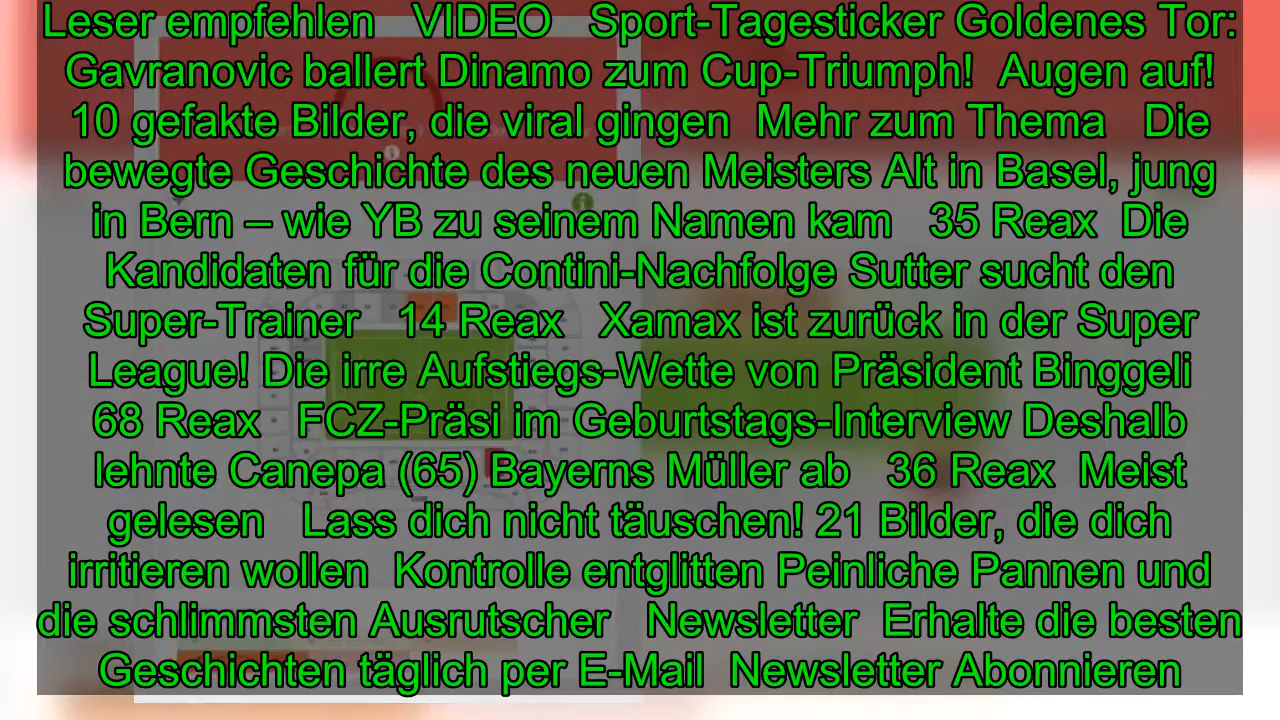 Leser empfehlen   VIDEO   Sport-Tagesticker Goldenes Tor:
Gavranovic ballert Dinamo zum Cup-Triumph!  Augen auf!
10 gefakte Bilder, die viral gingen  Mehr zum Thema   Die
bewegte Geschichte des neuen Meisters Alt in Basel, jung
in Bern – wie YB zu seinem Namen kam   35 Reax  Die
Kandidaten für die Contini-Nachfolge Sutter sucht den
Super-Trainer   14 Reax   Xamax ist zurück in der Super
League! Die irre Aufstiegs-Wette von Präsident Binggeli
68 Reax   FCZ-Präsi im Geburtstags-Interview Deshalb
lehnte Canepa (65) Bayerns Müller ab   36 Reax  Meist
gelesen   Lass dich nicht täuschen! 21 Bilder, die dich
irritieren wollen  Kontrolle entglitten Peinliche Pannen und
die schlimmsten Ausrutscher   Newsletter  Erhalte die besten
Geschichten täglich per E-Mail  Newsletter Abonnieren